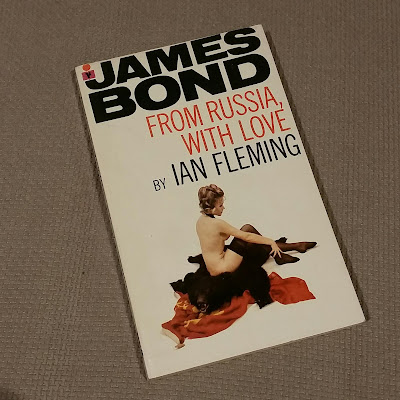 JAMES
BOND
FROM RUSSIA,
WITH LOVE
BY IAN FLEMING